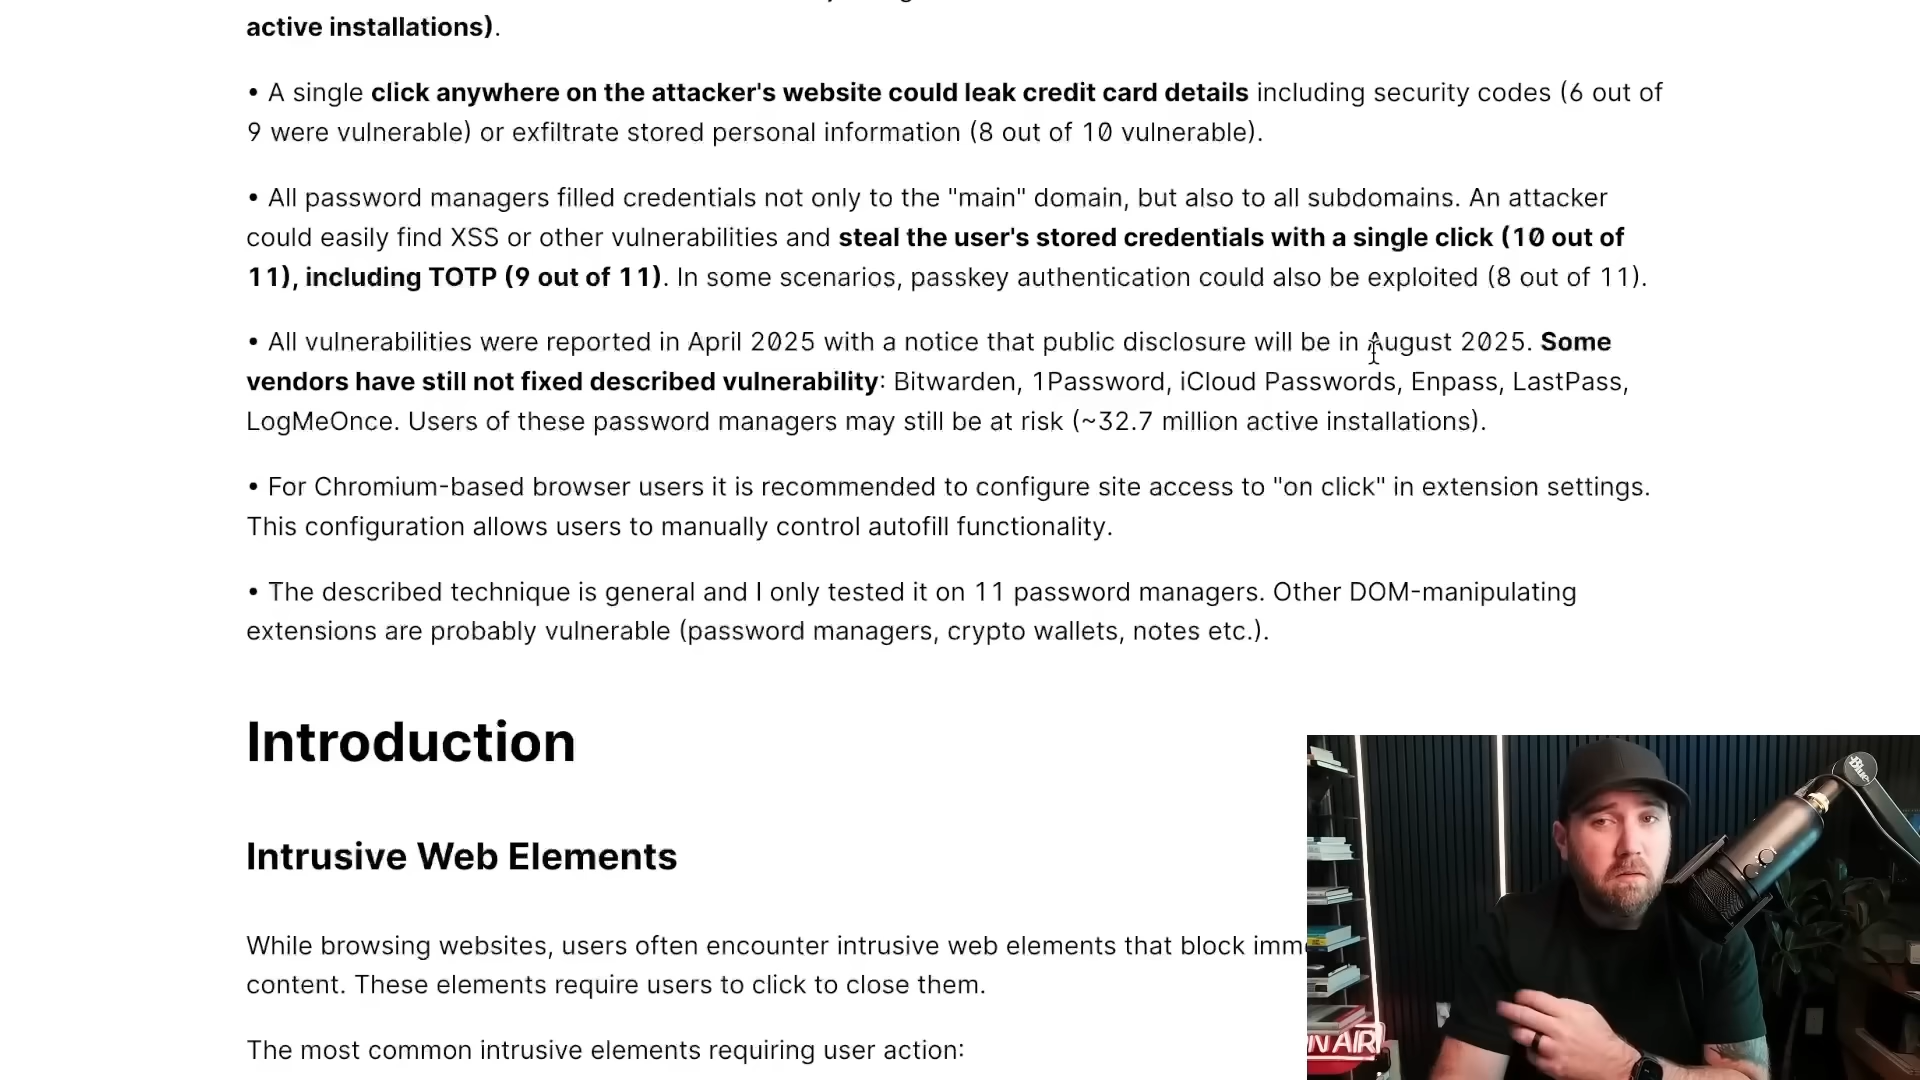 active installations).
• A single click anywhere on the attacker's website could leak credit card details including security codes (6 out of
9 were vulnerable) or exfiltrate stored personal information (8 out of 10 vulnerable).
• All password managers filled credentials not only to the "main" domain, but also to all subdomains. An attacker
could easily find XSS or other vulnerabilities and steal the user's stored credentials with a single click (10 out of
11), including TOTP (9 out of 11). In some scenarios, passkey authentication could also be exploited (8 out of 11).
• All vulnerabilities were reported in April 2025 with a notice that public disclosure will be in August 2025. Some
vendors have still not fixed described vulnerability: Bitwarden, 1Password, iCloud Passwords, Enpass, LastPass,
LogMeOnce. Users of these password managers may still be at risk (~32.7 million active installations).
• For Chromium-based browser users it is recommended to configure site access to "on click" in extension settings.
This configuration allows users to manually control autofill functionality.
• The described technique is general and I only tested it on 11 password managers. Other DOM-manipulating
extensions are probably vulnerable (password managers, crypto wallets, notes etc.).
Introduction
Intrusive Web Elements
While browsing websites, users often encounter intrusive web elements that block
content. These elements require users to click to close them.
The most common intrusive elements requiring user action:
Blue
AIR